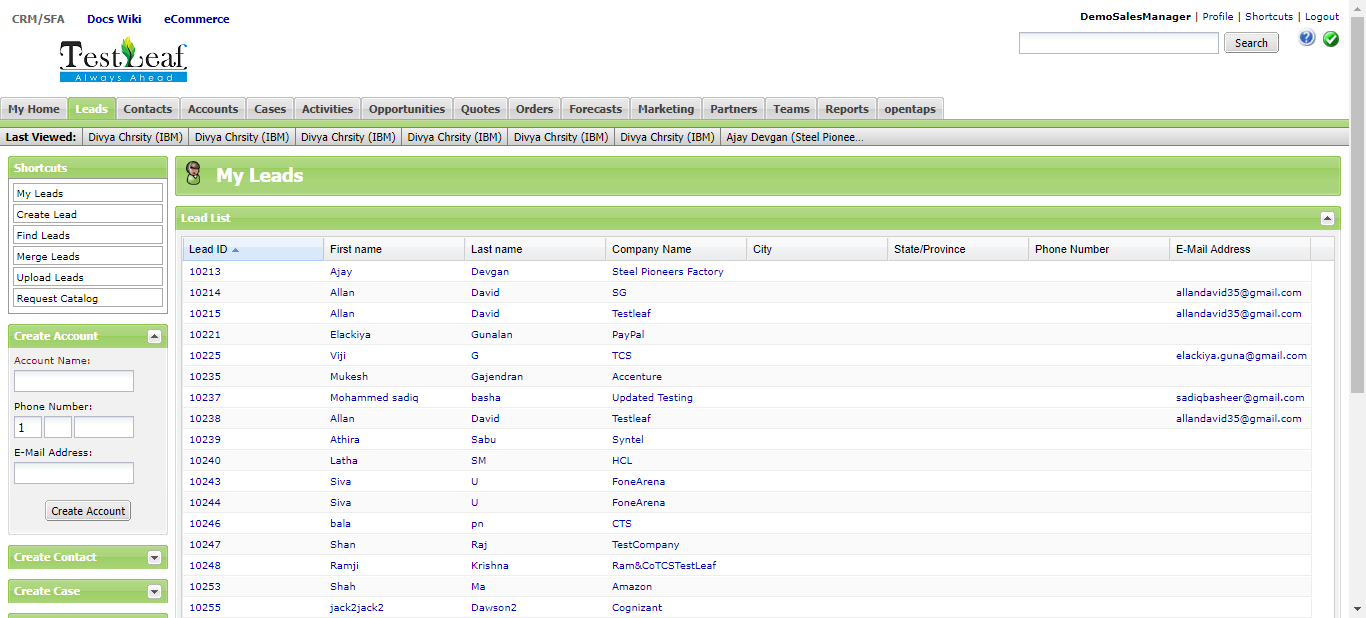 CRM/SFA Docs Wiki eCommerce
DemoSalesManager | Profile | Shortcuts | Logout
TestLeaf
Always Ahead
Search
My Home Leads Contacts Accounts Cases Activities Opportunities Quotes Orders Forecasts Marketing Partners Teams Reports opentaps
Last Viewed: Divya Chrsity (IBM) Divya Chrsity (IBM) Divya Chrsity (IBM) Divya Chrsity (IBM) Divya Chrsity (IBM) Divya Chrsity (IBM) Ajay Devgan (Steel Pionee...
Shortcuts
My Leads
Create Lead
Find Leads
Merge Leads
Upload Leads
Request Catalog
Create Account
Account Name:
Phone Number:
1
E-Mail Address:
Create Account
Create Contact
Create Case
My Leads
Lead List
Lead ID First name Last name Company Name City State/Province Phone Number E-Mail Address
10213 Ajay Devgan Steel Pioneers Factory
10214 Allan David SG allandavid35@gmail.com
10215 Allan David Testleaf allandavid35@gmail.com
10221 Elackiya Gunalan PayPal
10225 Viji G TCS elackiya.guna@gmail.com
10235 Mukesh Gajendran Accenture
10237 Mohammed sadiq basha Updated Testing sadiqbasheer@gmail.com
10238 Allan David Testleaf allandavid35@gmail.com
10239 Athira Sabu Syntel
10240 Latha SM HCL
10243 Siva U FoneArena
10244 Siva U FoneArena
10246 bala pn CTS
10247 Shan Raj TestCompany
10248 Ramji Krishna Ram&CoTCSTestLeaf
10253 Shah Ma Amazon
10255 jack2jack2 Dawson2 Cognizant